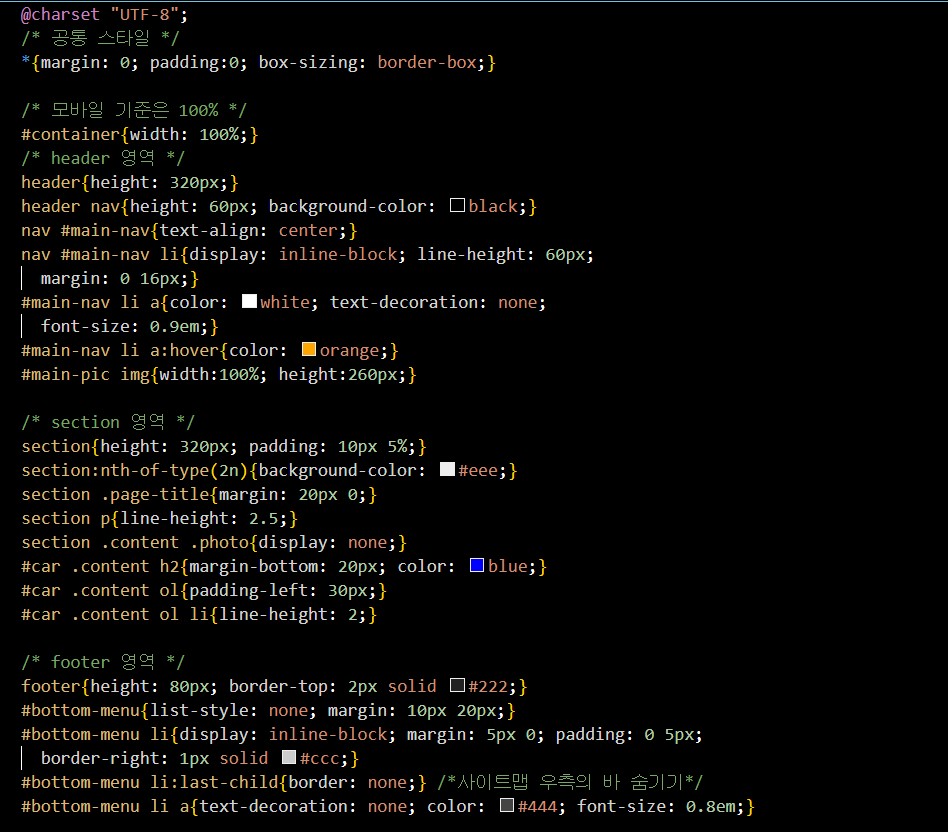 @charset "UTF-8";
/* 공통 스타일 */
*{margin: 0; padding:0; box-sizing: border-box;}
/* 모바일 기준은 100% */
#container{width: 100%;}
/* header 영역 */
header{height: 320px;}
header nav{height: 60px; background-color: black;}
nav #main-nav{text-align: center;}
nav #main-nav li{display: inline-block; line-height: 60px;
margin: 0 16px;}
#main-nav li a{color: white; text-decoration: none;
font-size: 0.9em;}
#main-nav li a:hover{color: orange;}
#main-pic img{width:100%; height:260px;}
/* section 영역 */
section{height: 320px; padding: 10px 5%;}
section:nth-of-type(2n){background-color: #eee;}
section .page-title{margin: 20px 0;}
section p{line-height: 2.5;}
section .content .photo{display: none;}
#car .content h2{margin-bottom: 20px; color: blue;}
#car .content ol{padding-left: 30px;}
#car .content ol li{line-height: 2;}
/* footer 영역 */
footer{height: 80px; border-top: 2px solid #222;}
#bottom-menu{list-style: none; margin: 10px 20px;}
#bottom-menu li{display: inline-block; margin: 5px 0; padding: 0 5px;
border-right: 1px solid #ccc;}
#bottom-menu li:last-child{border: none;} /*사이트맵 우측의 바 숨기기*/
#bottom-menu li a{text-decoration: none; color: #444; font-size: 0.8em;}